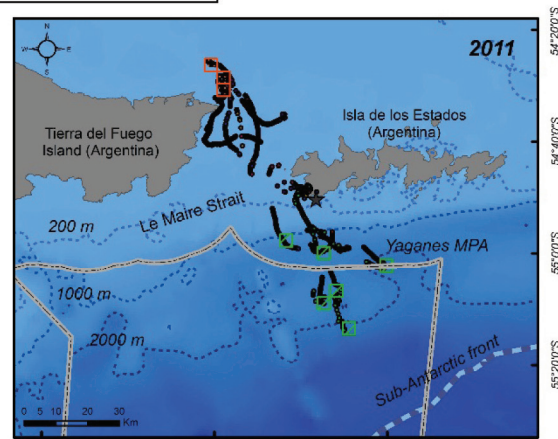 N
W E
S
2011
54°20'0"S
Tierra del Fuego
Island (Argentina)
Isla de los Estados
(Argentina)
54°40'0"S
Le Maire Strait
200 m
Yaganes MPA
55°0'0"S
1000 m
2000 m
Sub-Antarctic front
55°20'0"S
0 5 10 20 30
Km